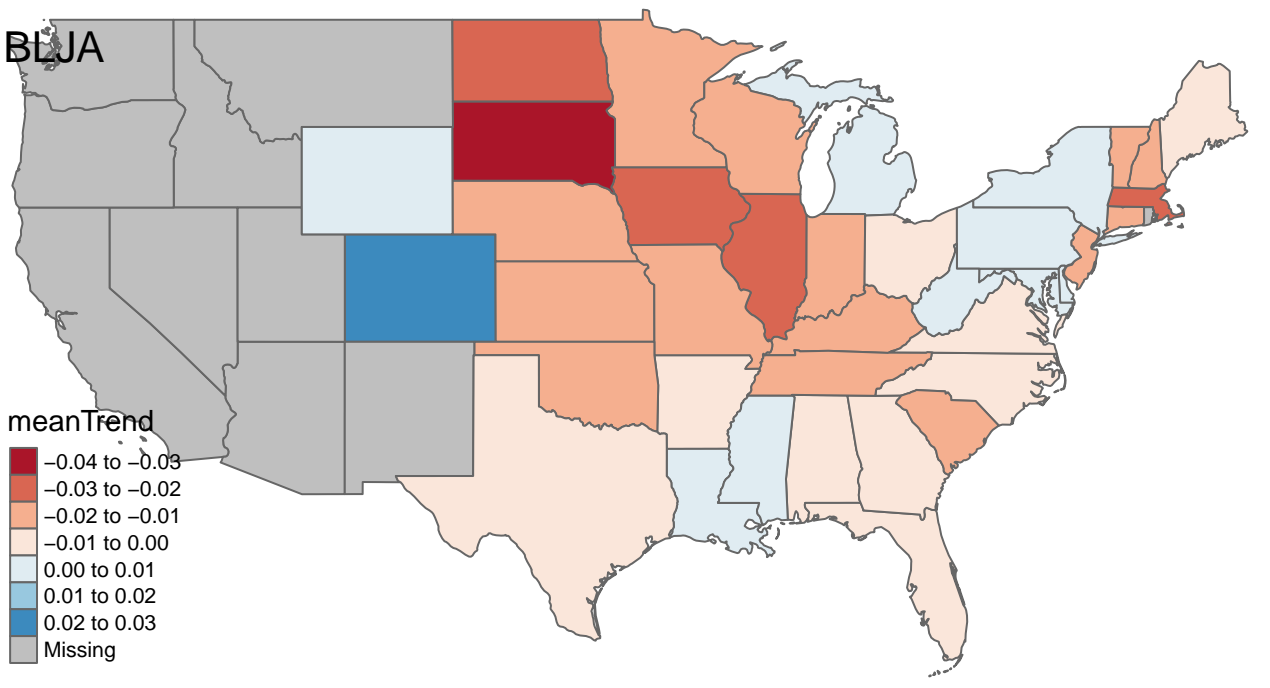 BLJA
meanTrend
−0.04 to −0.03
−0.03 to −0.02
−0.02 to −0.01
−0.01 to 0.00
0.00 to 0.01
0.01 to 0.02
0.02 to 0.03
Missing